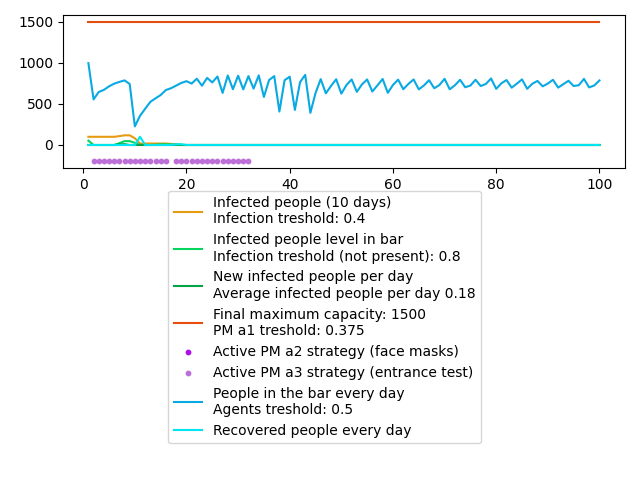 1500
1000
500
0
0
20
40
60
80
100
Infected people (10 days)
Infection treshold: 0.4
Infected people level in bar
Infection treshold (not present): 0.8
New infected people per day
Average infected people per day 0.18
Final maximum capacity: 1500
PM a1 treshold: 0.375
Active PM a2 strategy (face masks)
Active PM a3 strategy (entrance test)
People in the bar every day
Agents treshold: 0.5
Recovered people every day